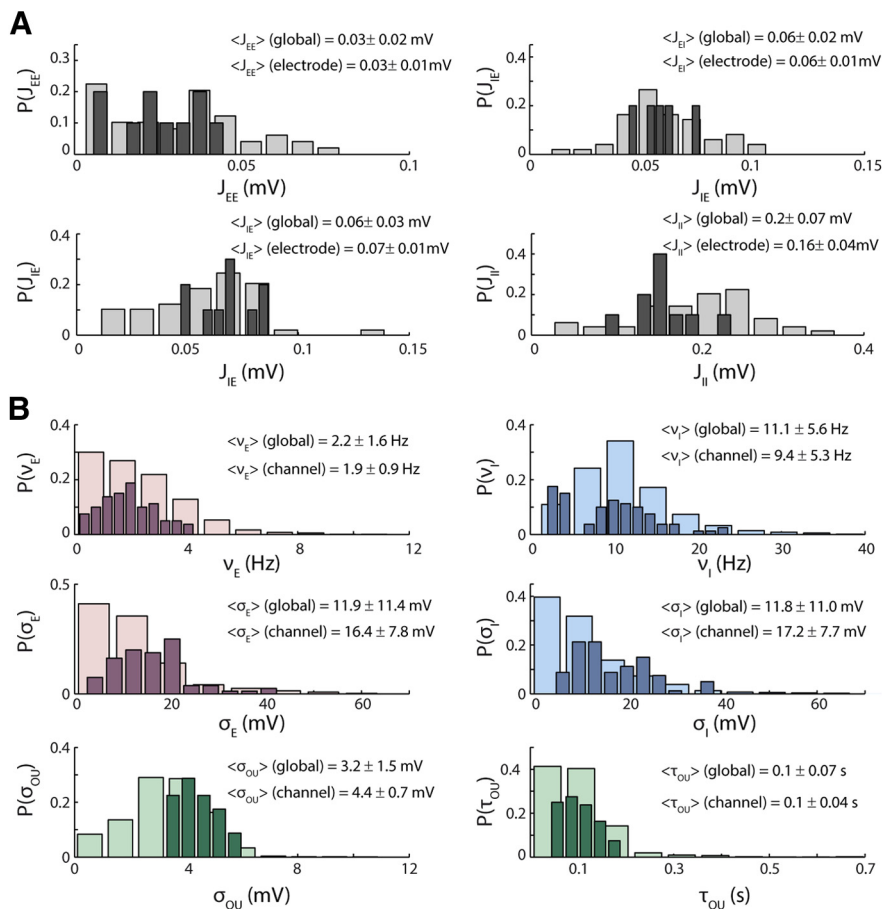 A
<J_EE> (global) = 0.03± 0.02 mV
<J_EE> (electrode) = 0.03± 0.01mV
P(J_EE)
0.3
0.2
0.1
0
0
0.05
0.1
J_EE (mV)
<J_EI> (global) = 0.06± 0.02 mV
<J_EI> (electrode) = 0.06± 0.01mV
P(J_IE)
0.4
0.2
0
0
0.05
0.1
0.15
J_IE (mV)
<J_IE> (global) = 0.06± 0.03 mV
<J_IE> (electrode) = 0.07± 0.01mV
P(J_IE)
0.4
0.2
0
0
0.05
0.1
0.15
J_IE (mV)
<J_II> (global) = 0.2± 0.07 mV
<J_II> (electrode) = 0.16± 0.04mV
P(J_II)
0.4
0.2
0
0
0.2
0.4
J_II (mV)
B
<ν_E> (global) = 2.2 ± 1.6 Hz
<ν_E> (channel) = 1.9 ± 0.9 Hz
P(ν_E)
0.4
0.2
0
0
4
8
12
ν_E (Hz)
<ν_I> (global) = 11.1 ± 5.6 Hz
<ν_I> (channel) = 9.4 ± 5.3 Hz
P(ν_I)
0.4
0.2
0
0
10
20
30
40
ν_I (Hz)
<σ_E> (global) = 11.9 ± 11.4 mV
<σ_E> (channel) = 16.4 ± 7.8 mV
P(σ_E)
0.5
0
0
20
40
60
σ_E (mV)
<σ_I> (global) = 11.8 ± 11.0 mV
<σ_I> (channel) = 17.2 ± 7.7 mV
P(σ_I)
0.4
0.2
0
0
20
40
60
σ_I (mV)
<σ_OU> (global) = 3.2 ± 1.5 mV
<σ_OU> (channel) = 4.4 ± 0.7 mV
P(σ_OU)
0.4
0.2
0
0
4
8
12
σ_OU (mV)
<τ_OU> (global) = 0.1 ± 0.07 s
<τ_OU> (channel) = 0.1 ± 0.04 s
P(τ_OU)
0.4
0.2
0
0.1
0.3
0.5
0.7
τ_OU (s)